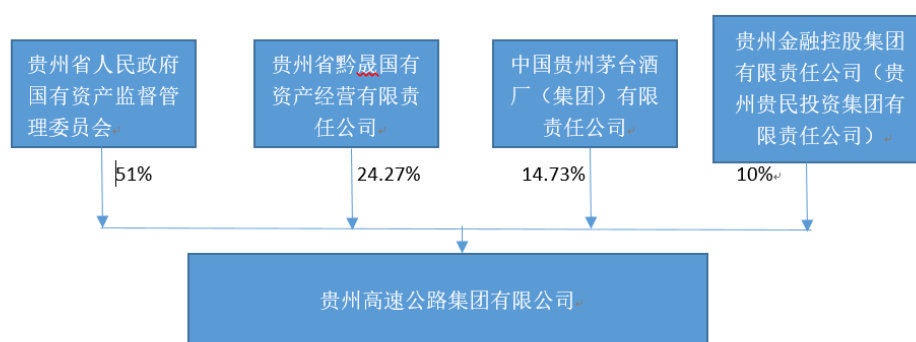 贵州省人民政府
国有资产监督管
理委员会
贵州省黔晟国有
资产经营有限责
任公司
中国贵州茅台酒
厂（集团）有限
责任公司
贵州金融控股集团
有限责任公司（贵
州贵民投资集团有
限责任公司）
51%
24.27%
14.73%
10%
贵州高速公路集团有限公司